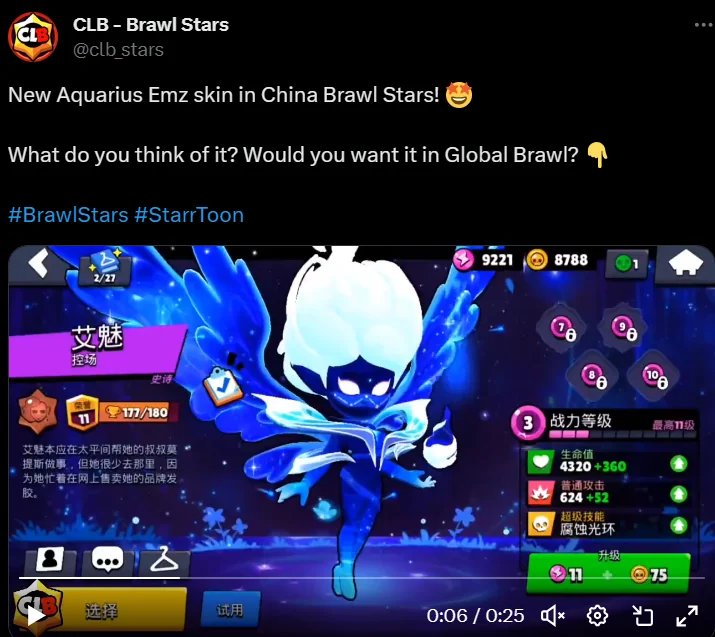 CLB - Brawl Stars
@clb_stars
New Aquarius Emz skin in China Brawl Stars! 🤩
What do you think of it? Would you want it in Global Brawl? 👇
#BrawlStars #StarrToon
2/27
9221
8788
1
艾魅
控场
史诗
荣誉
11
177/180
艾魅本应在太平间帮她的叔叔莫
提斯做事，但她很少去那里，因
为她忙着在网上售卖她的品牌发
胶。
7
9
8
10
3
战力等级
最高11级
生命值
4320 +360
普通攻击
624 +52
超级技能
腐蚀光环
升级
11 + 75
CLB
选择
试用
0:06 / 0:25